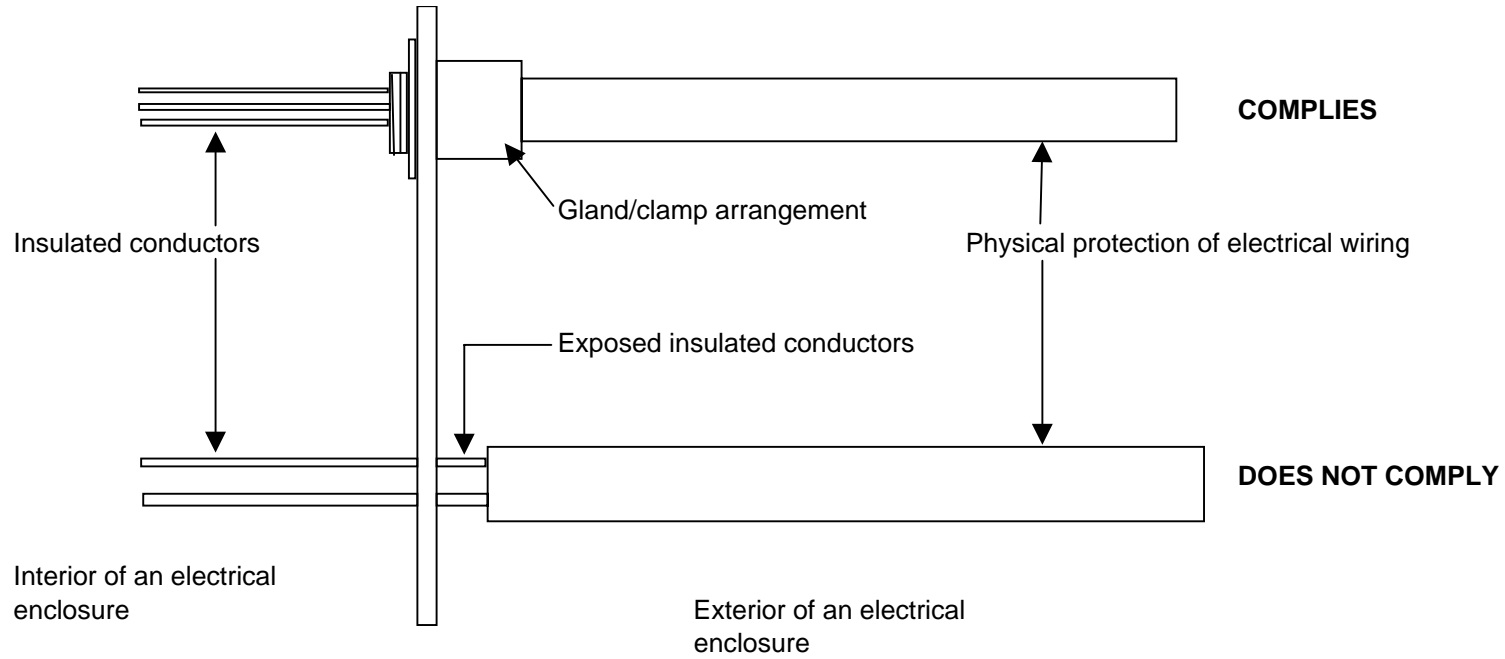 COMPLIES
Gland/clamp arrangement
Insulated conductors
Physical protection of electrical wiring
Exposed insulated conductors
DOES NOT COMPLY
Interior of an electrical
enclosure
Exterior of an electrical
enclosure